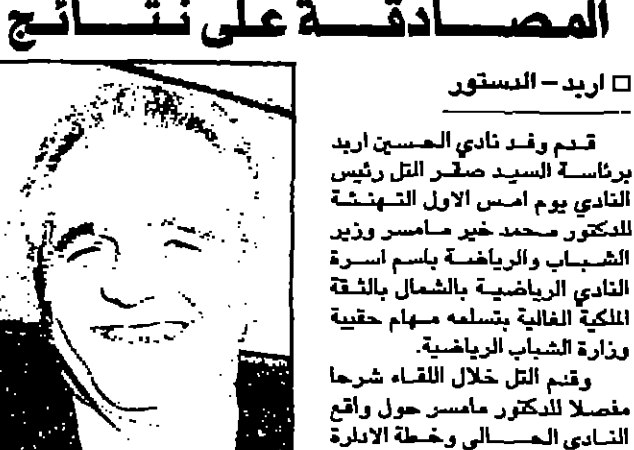 المصادقة على نتائج
□ اربد – الدستور
قدم وفد نادي الحسين اربد
برئاسة السيد صقر التل رئيس
النادي يوم امس الاول التهنئة
للدكتور محمد خير مامسر وزير
الشباب والرياضة باسم اسرة
النادي الرياضية بالشمال بالثقة
الملكية الغالية بتسلمه مهام حقيبة
وزارة الشباب الرياضية.
وقدم التل خلال اللقاء شرحا
مفصلا للدكتور مامسر حول واقع
النادي الحالي وخطة الادارة